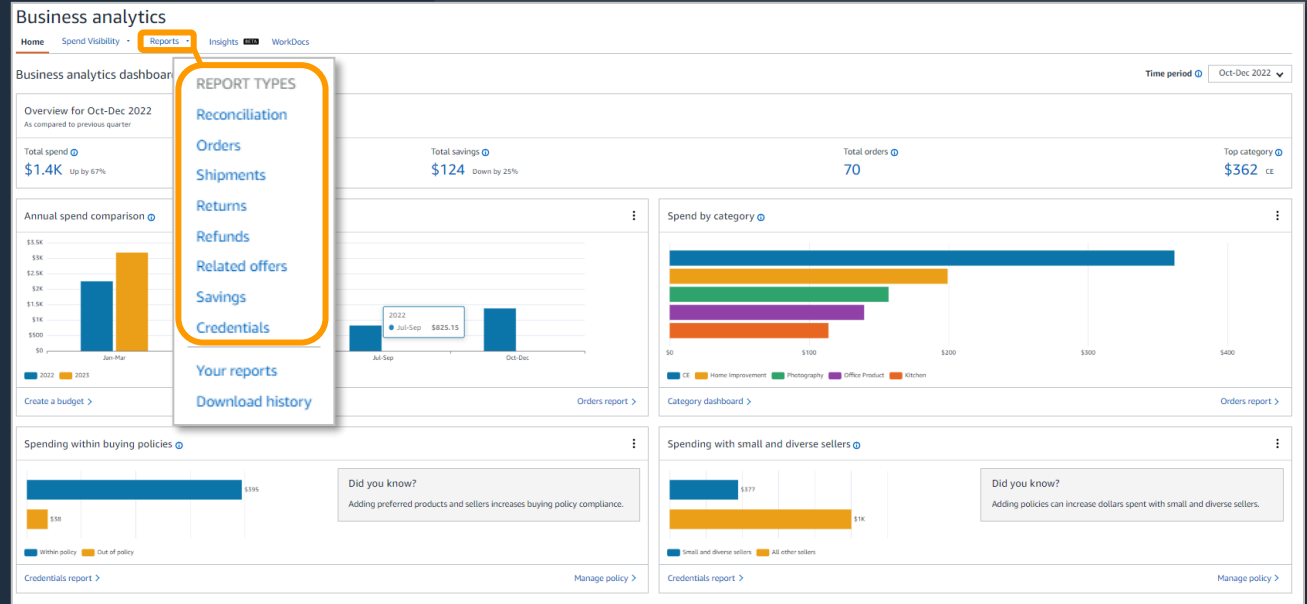 Business analytics
Home Spend Visibility Reports Insights BETA WorkDocs
Business analytics dashboar
Time period Oct-Dec 2022
REPORT TYPES
Reconciliation
Orders
Shipments
Returns
Refunds
Related offers
Savings
Credentials
Your reports
Download history
Overview for Oct-Dec 2022
As compared to previous quarter
Total spend
$1.4K Up by 67%
Total savings
$124 Down by 25%
Total orders
70
Top category
$362 CE
Annual spend comparison
$3.5K
$3K
$2.5K
$2K
$1.5K
$1K
$500
$0
Jan-Mar Jul-Sep Oct-Dec
2022
Jul-Sep $825.15
2022 2023
Create a budget Orders report
Spend by category
$0 $100 $200 $300 $400
CE Home Improvement Photography Office Product Kitchen
Category dashboard Orders report
Spending within buying policies
$395
$38
Did you know?
Adding preferred products and sellers increases buying policy compliance.
Within policy Out of policy
Credentials report Manage policy
Spending with small and diverse sellers
$377
$1K
Did you know?
Adding policies can increase dollars spent with small and diverse sellers.
Small and diverse sellers All other sellers
Credentials report Manage policy